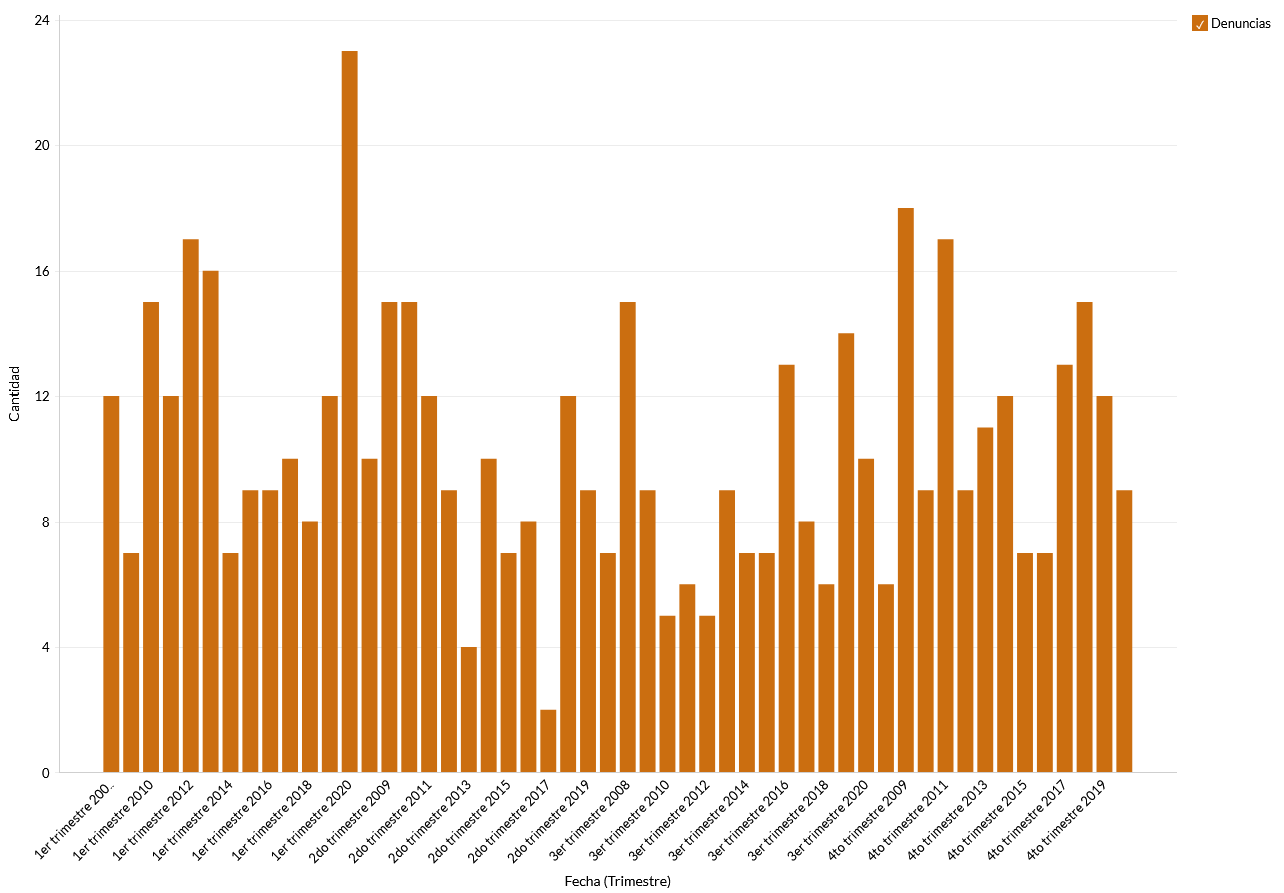 24
20
16
12
8
4
0
Cantidad
1er trimestre 200..
1er trimestre 2010
1er trimestre 2012
1er trimestre 2014
1er trimestre 2016
1er trimestre 2018
1er trimestre 2020
2do trimestre 2009
2do trimestre 2011
2do trimestre 2013
2do trimestre 2015
2do trimestre 2017
2do trimestre 2019
3er trimestre 2008
3er trimestre 2010
3er trimestre 2012
3er trimestre 2014
3er trimestre 2016
3er trimestre 2018
3er trimestre 2020
4to trimestre 2009
4to trimestre 2011
4to trimestre 2013
4to trimestre 2015
4to trimestre 2017
4to trimestre 2019
Fecha (Trimestre)
Denuncias